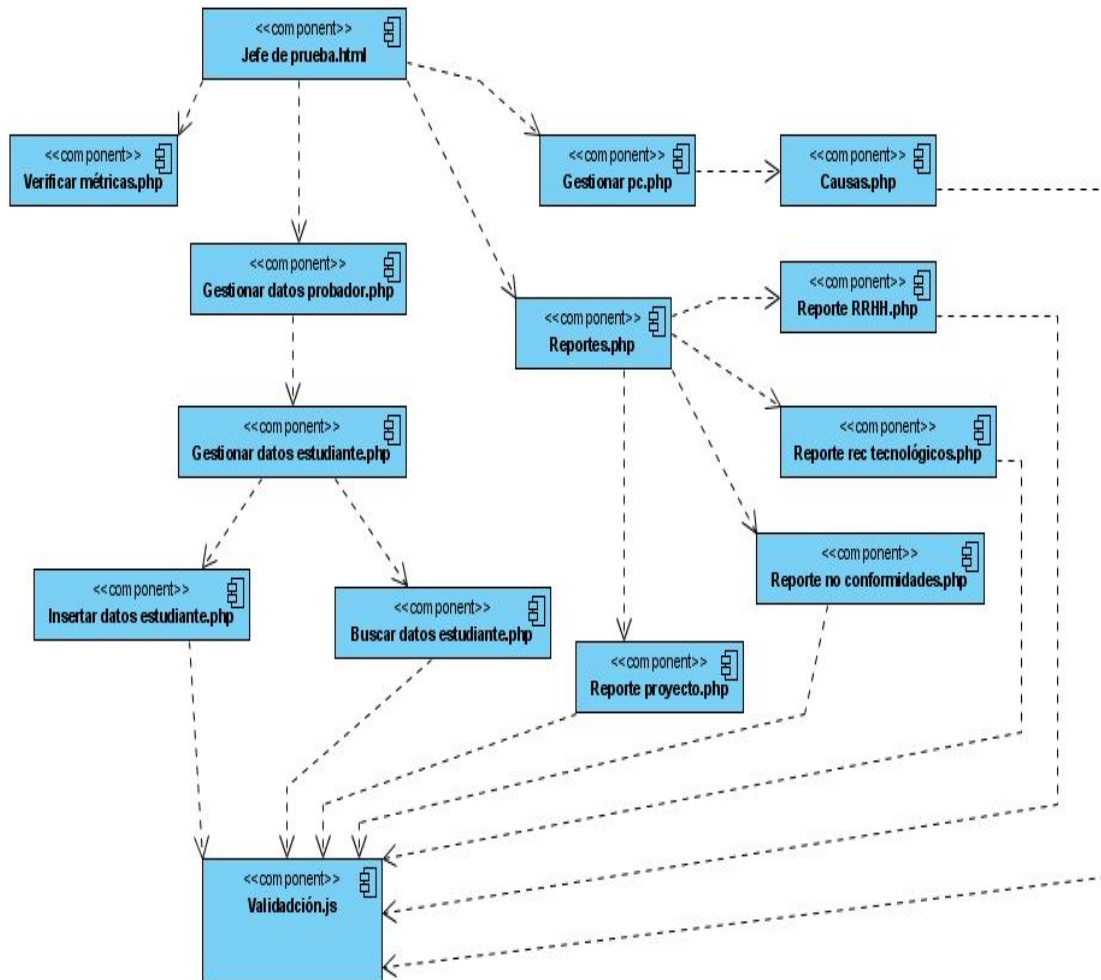 <<component>>
Jefe de prueba.html
<<component>>
Verificar métricas.php
<<component>>
Gestionar pc.php
<<component>>
Causas.php
<<component>>
Gestionar datos probador.php
<<component>>
Reporte RRHH.php
<<component>>
Reportes.php
<<component>>
Gestionar datos estudiante.php
<<component>>
Reporte rec tecnológicos.php
<<component>>
Reporte no conformidades.php
<<component>>
Insertar datos estudiante.php
<<component>>
Buscar datos estudiante.php
<<component>>
Reporte proyecto.php
<<component>>
Validadción.js